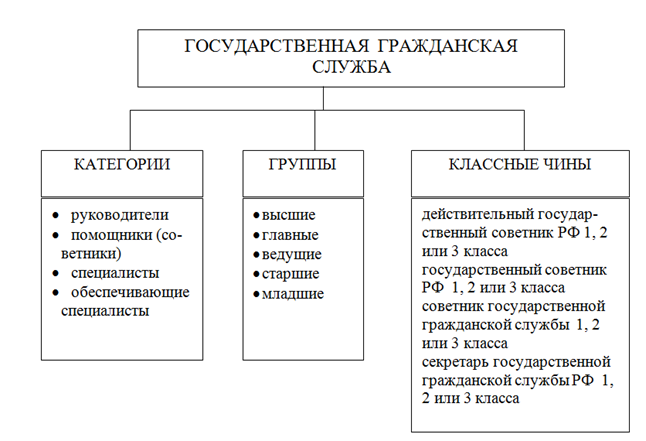 ГОСУДАРСТВЕННАЯ ГРАЖДАНСКАЯ
СЛУЖБА
КАТЕГОРИИ
• руководители
• помощники (со-
ветники)
• специалисты
• обеспечивающие
специалисты
ГРУППЫ
• высшие
• главные
• ведущие
• старшие
• младшие
КЛАССНЫЕ ЧИНЫ
действительный государ-
ственный советник РФ 1, 2
или 3 класса
государственный советник
РФ 1, 2 или 3 класса
советник государственной
гражданской службы 1, 2
или 3 класса
секретарь государственной
гражданской службы РФ 1,
2 или 3 класса